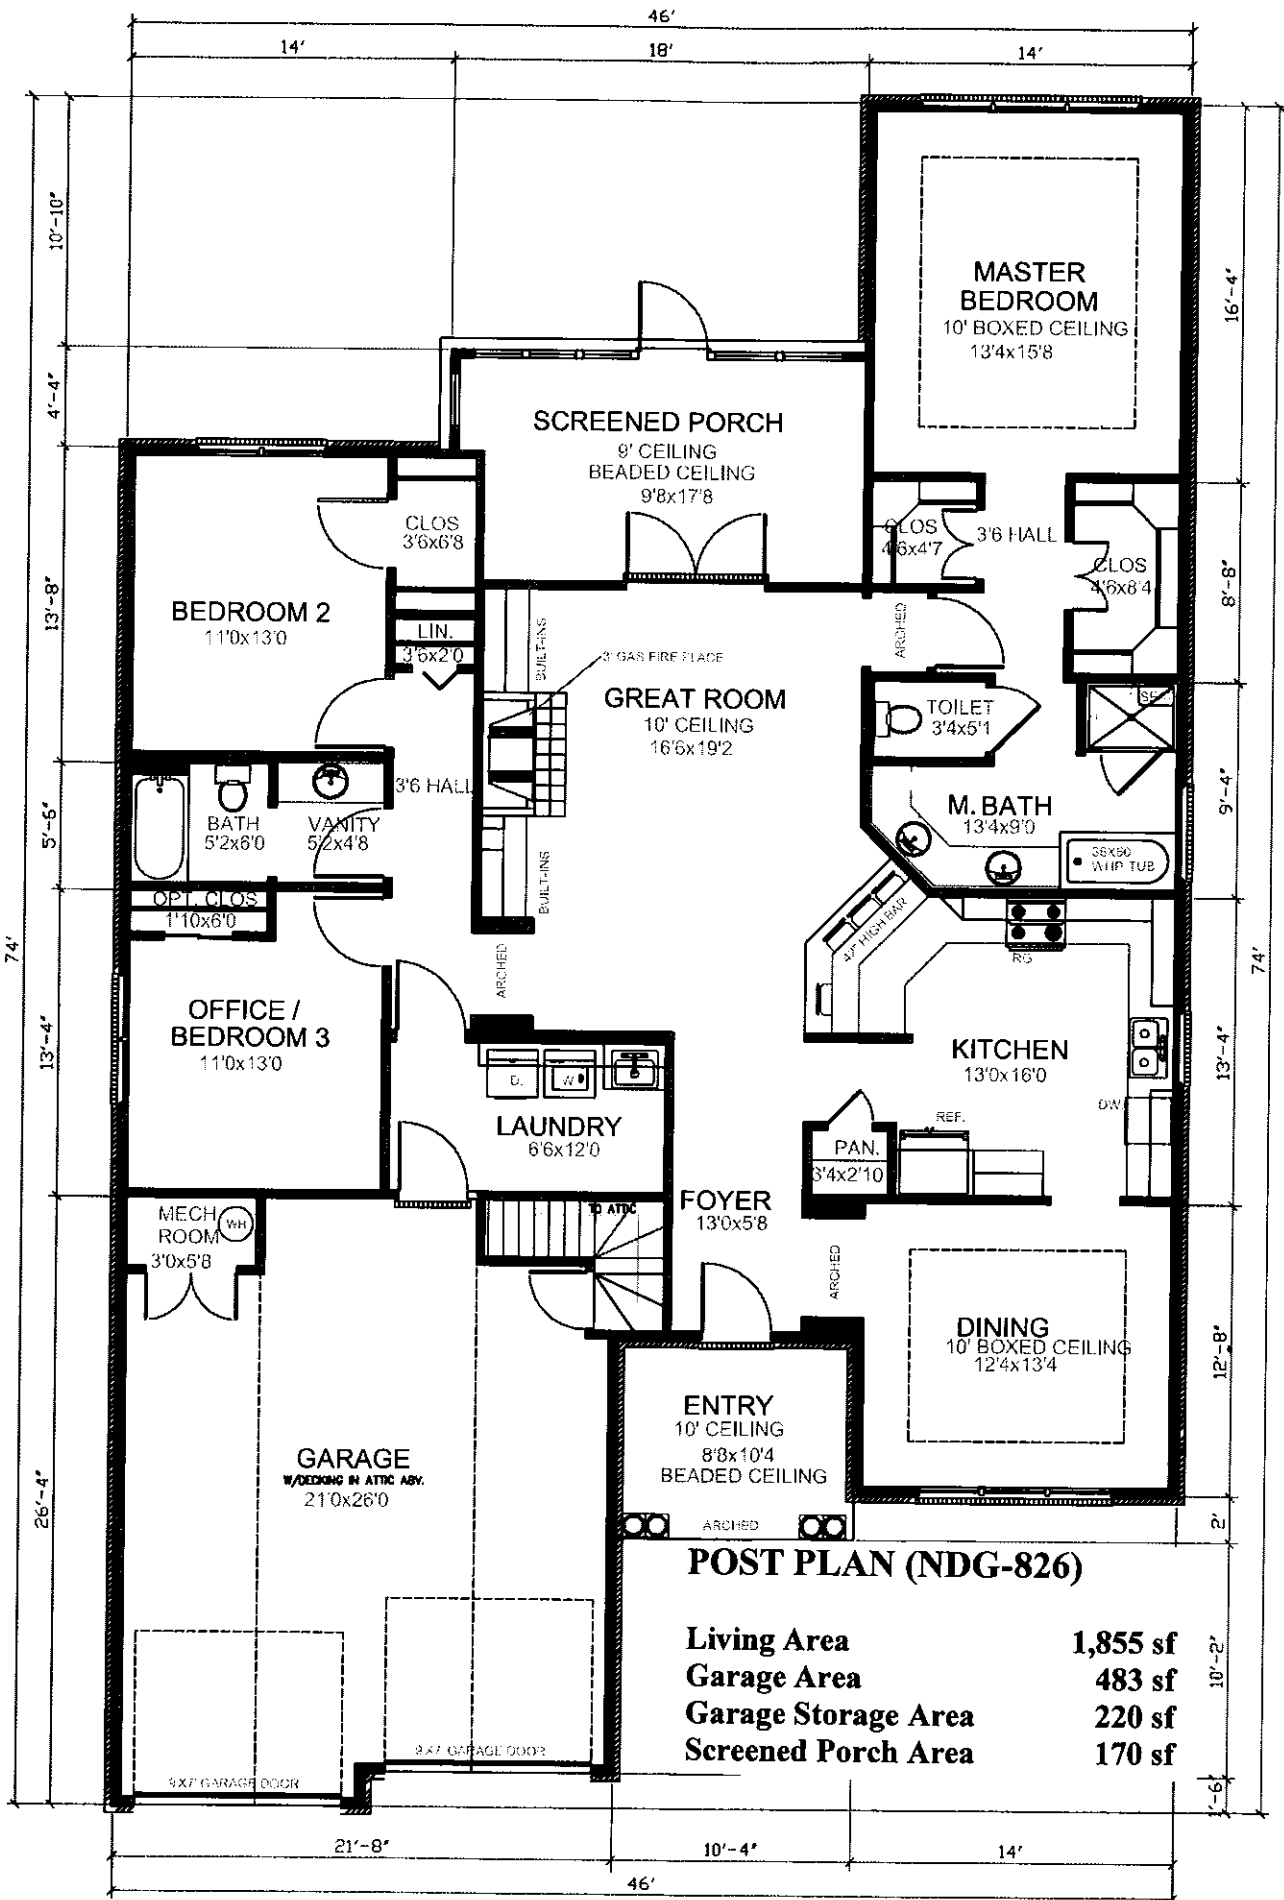 46'
14'
18'
14'
10'-10"
4'-4"
13'-8"
5'-6"
13'-4"
26'-4"
74'
74'
16'-4"
8'-8"
9'-4"
13'-4"
12'-8"
2'
10'-2"
1'-6"
MASTER
BEDROOM
10' BOXED CEILING
13'4x15'8
SCREENED PORCH
9' CEILING
BEADED CEILING
9'8x17'8
CLOS
3'6x6'8
CLOS
4'6x4'7
3'6 HALL
CLOS
4'6x8'4
BEDROOM 2
11'0x13'0
LIN.
3'6x2'0
BUILT-INS
3' GAS FIRE PLACE
ARCHED
GREAT ROOM
10' CEILING
16'6x19'2
TOILET
3'4x5'1
3'6 HALL
BATH
5'2x6'0
VANITY
5'2x4'8
M. BATH
13'4x9'0
36X60
WHP TUB
OPT. CLOS
1'10x6'0
BUILT-INS
42" HIGH BAR
RG
ARCHED
OFFICE /
BEDROOM 3
11'0x13'0
KITCHEN
13'0x16'0
D.
W
LAUNDRY
6'6x12'0
DW.
REF.
PAN.
3'4x2'10
MECH
ROOM
3'0x5'8
WH
TO ATTIC
FOYER
13'0x5'8
ARCHED
DINING
10' BOXED CEILING
12'4x13'4
ENTRY
10' CEILING
8'8x10'4
BEADED CEILING
ARCHED
GARAGE
W/DECKING IN ATTIC ABV.
21'0x26'0
9X7 GARAGE DOOR
9X7 GARAGE DOOR
POST PLAN (NDG-826)
Living Area 1,855 sf
Garage Area 483 sf
Garage Storage Area 220 sf
Screened Porch Area 170 sf
21'-8"
10'-4"
14'
46'